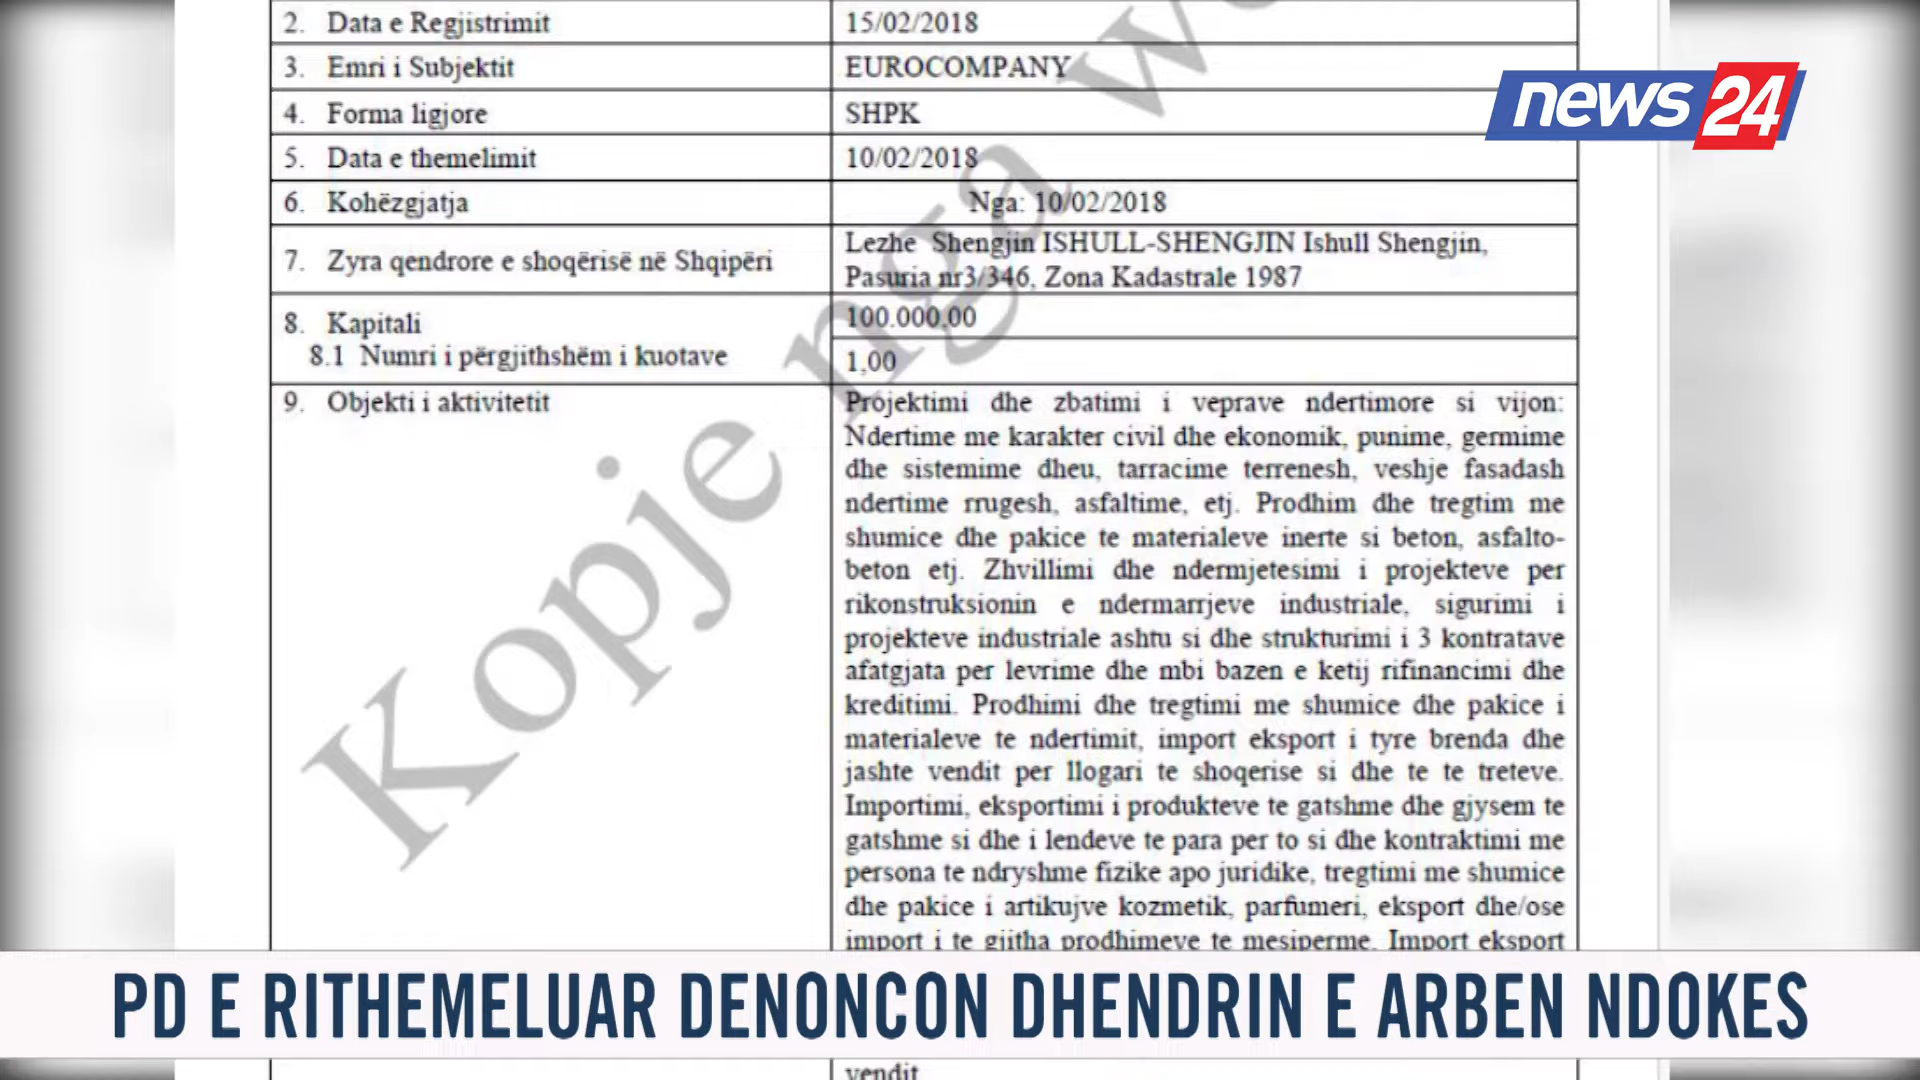 2. Data e Regjistrimit 15/02/2018
3. Emri i Subjektit EUROCOMPANY
4. Forma ligjore SHPK
5. Data e themelimit 10/02/2018
6. Kohëzgjatja Nga: 10/02/2018
7. Zyra qendrore e shoqërisë në Shqipëri
Lezhe Shengjin ISHULL-SHENGJIN Ishull Shengjin,
Pasuria nr3/346, Zona Kadastrale 1987
8. Kapitali 100.000,00
8.1 Numri i përgjithshëm i kuotave 1,00
9. Objekti i aktivitetit
Projektimi dhe zbatimi i veprave ndertimore si vijon:
Ndertime me karakter civil dhe ekonomik, punime, germime
dhe sistemime dheu, tarracime terrenesh, veshje fasadash
ndertime rrugesh, asfaltime, etj. Prodhim dhe tregtim me
shumice dhe pakice te materialeve inerte si beton, asfalto-
beton etj. Zhvillimi dhe ndermjetesimi i projekteve per
rikonstruksionin e ndermarrjeve industriale, sigurimi i
projekteve industriale ashtu si dhe strukturimi i 3 kontratave
afatgjata per levrime dhe mbi bazen e ketij rifinancimi dhe
kreditimi. Prodhimi dhe tregtimi me shumice dhe pakice i
materialeve te ndertimit, import eksport i tyre brenda dhe
jashte vendit per llogari te shoqerise si dhe te te treteve.
Importimi, eksportimi i produkteve te gatshme dhe gjysem te
gatshme si dhe i lendeve te para per to si dhe kontraktimi me
persona te ndryshme fizike apo juridike, tregtimi me shumice
dhe pakice i artikujve kozmetik, parfumeri, eksport dhe/ose
import i te gjitha prodhimeve te mesiperme. Import eksport
vendit
Kopje nga
news 24
PD E RITHEMELUAR DENONCON DHENDRIN E ARBEN NDOKES